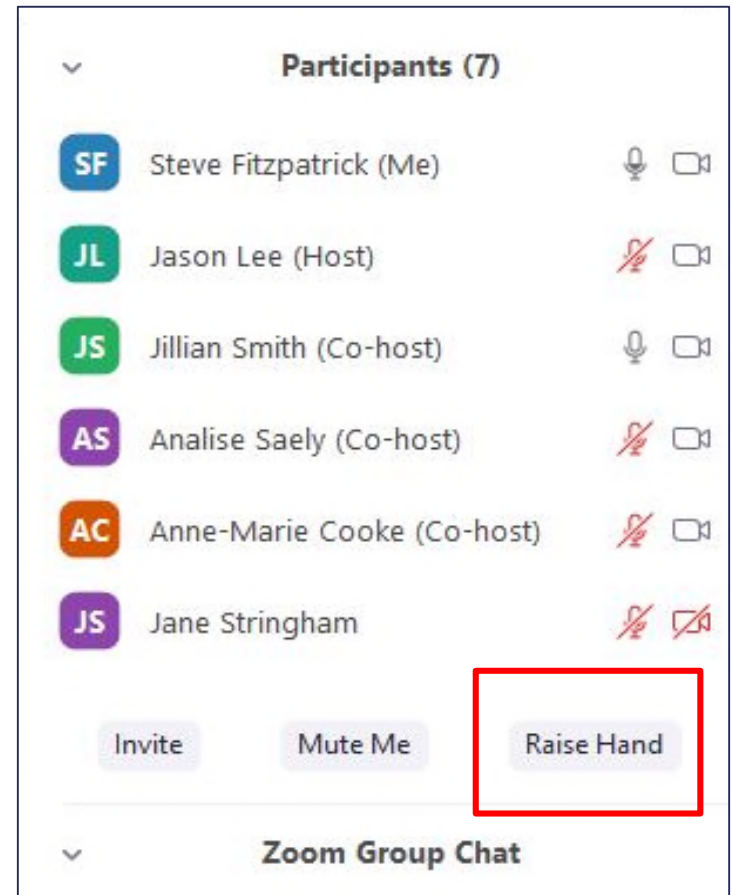 Participants (7)
SF Steve Fitzpatrick (Me)
JL Jason Lee (Host)
JS Jillian Smith (Co-host)
AS Analise Saely (Co-host)
AC Anne-Marie Cooke (Co-host)
JS Jane Stringham
Invite Mute Me Raise Hand
Zoom Group Chat